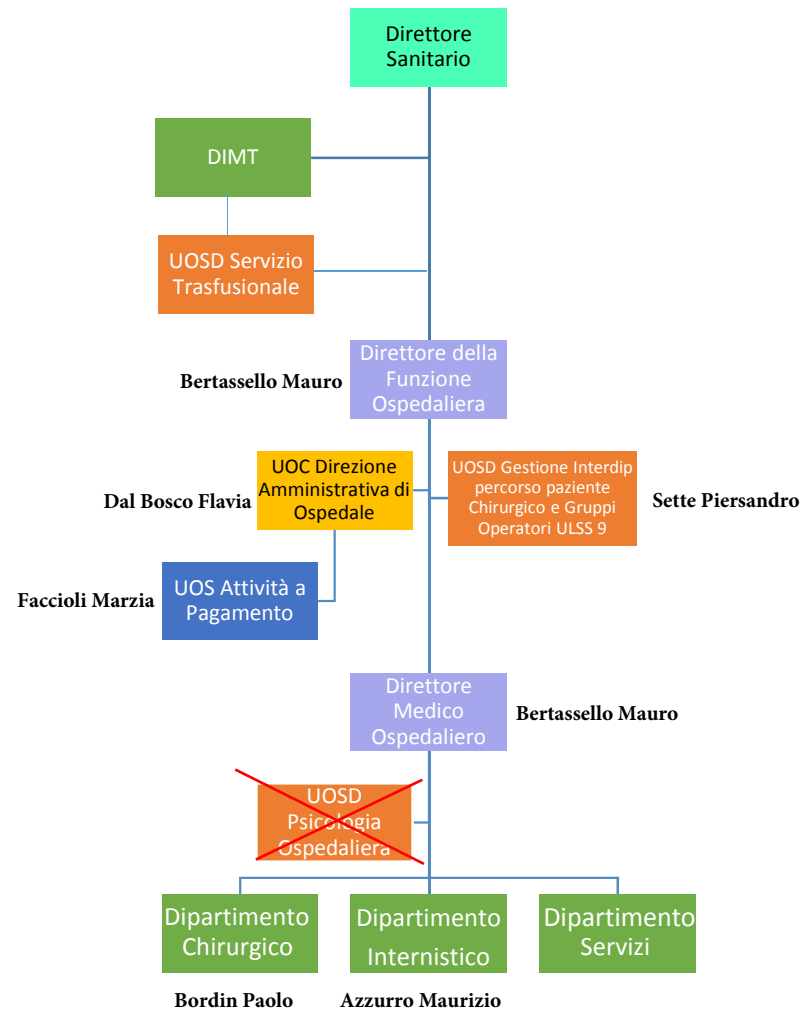 Direttore
Sanitario
DIMT
UOSD Servizio
Trasfusionale
Bertassello Mauro
Direttore della
Funzione
Ospedaliera
Dal Bosco Flavia
UOC Direzione
Amministrativa di
Ospedale
UOSD Gestione Interdip
percorso paziente
Chirurgico e Gruppi
Operatori ULSS 9
Sette Piersandro
Faccioli Marzia
UOS Attività a
Pagamento
Direttore
Medico
Ospedaliero
Bertassello Mauro
UOSD
Psicologia
Ospedaliera
Dipartimento
Chirurgico
Dipartimento
Internistico
Dipartimento
Servizi
Bordin Paolo
Azzurro Maurizio